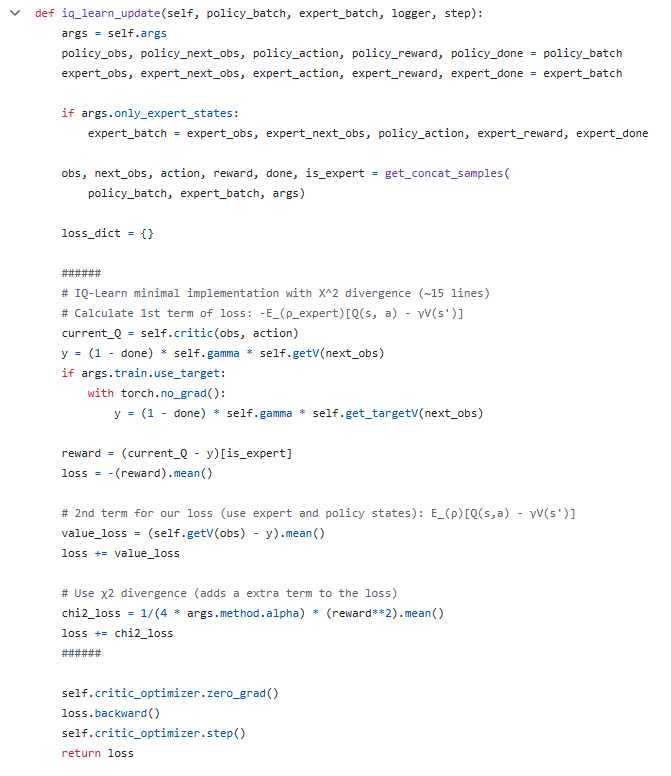 def iq_learn_update(self, policy_batch, expert_batch, logger, step):
    args = self.args
    policy_obs, policy_next_obs, policy_action, policy_reward, policy_done = policy_batch
    expert_obs, expert_next_obs, expert_action, expert_reward, expert_done = expert_batch

    if args.only_expert_states:
        expert_batch = expert_obs, expert_next_obs, policy_action, expert_reward, expert_done

    obs, next_obs, action, reward, done, is_expert = get_concat_samples(
        policy_batch, expert_batch, args)

    loss_dict = {}

    ######
    # IQ-Learn minimal implementation with X^2 divergence (~15 lines)
    # Calculate 1st term of loss: -E_(ρ_expert)[Q(s, a) - γV(s')]
    current_Q = self.critic(obs, action)
    y = (1 - done) * self.gamma * self.getV(next_obs)
    if args.train.use_target:
        with torch.no_grad():
            y = (1 - done) * self.gamma * self.get_targetV(next_obs)

    reward = (current_Q - y)[is_expert]
    loss = -(reward).mean()

    # 2nd term for our loss (use expert and policy states): E_(ρ)[Q(s,a) - γV(s')]
    value_loss = (self.getV(obs) - y).mean()
    loss += value_loss

    # Use χ2 divergence (adds a extra term to the loss)
    chi2_loss = 1/(4 * args.method.alpha) * (reward**2).mean()
    loss += chi2_loss
    ######

    self.critic_optimizer.zero_grad()
    loss.backward()
    self.critic_optimizer.step()
    return loss